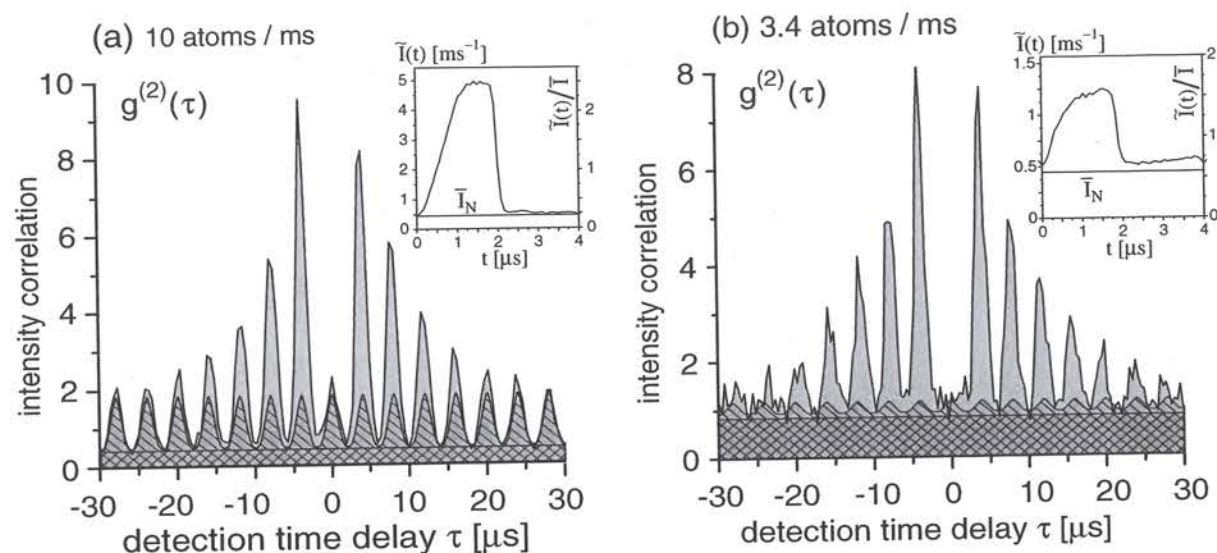 (a) 10 atoms / ms
g⁽²⁾(τ)
intensity correlation
10
8
6
4
2
0
-30 -20 -10 0 10 20 30
detection time delay τ [μs]
Ĩ(t) [ms⁻¹]
5
4
3
2
1
Ī_N
0 1 2 3 4
t [μs]
2
1
0
Ĩ(t)/Ī
(b) 3.4 atoms / ms
g⁽²⁾(τ)
intensity correlation
8
6
4
2
0
-30 -20 -10 0 10 20 30
detection time delay τ [μs]
Ĩ(t) [ms⁻¹]
1.5
1.0
0.5
0
Ī_N
0 1 2 3 4
t [μs]
2
1
0
Ĩ(t)/Ī